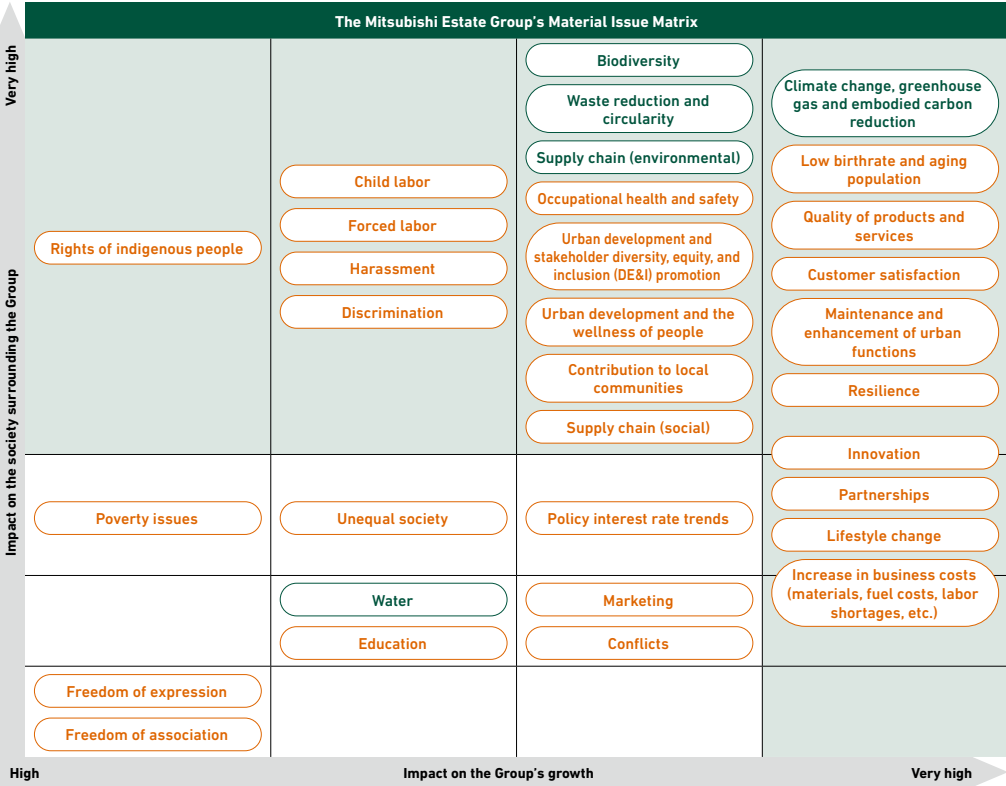 The Mitsubishi Estate Group's Material Issue Matrix
Very high
Impact on the society surrounding the Group
Rights of indigenous people
Child labor
Forced labor
Harassment
Discrimination
Biodiversity
Waste reduction and
circularity
Supply chain (environmental)
Occupational health and safety
Urban development and
stakeholder diversity, equity, and
inclusion (DE&I) promotion
Urban development and the
wellness of people
Contribution to local
communities
Supply chain (social)
Climate change, greenhouse
gas and embodied carbon
reduction
Low birthrate and aging
population
Quality of products and
services
Customer satisfaction
Maintenance and
enhancement of urban
functions
Resilience
Innovation
Partnerships
Lifestyle change
Increase in business costs
(materials, fuel costs, labor
shortages, etc.)
Poverty issues
Unequal society
Policy interest rate trends
Water
Education
Marketing
Conflicts
Freedom of expression
Freedom of association
High
Impact on the Group's growth
Very high